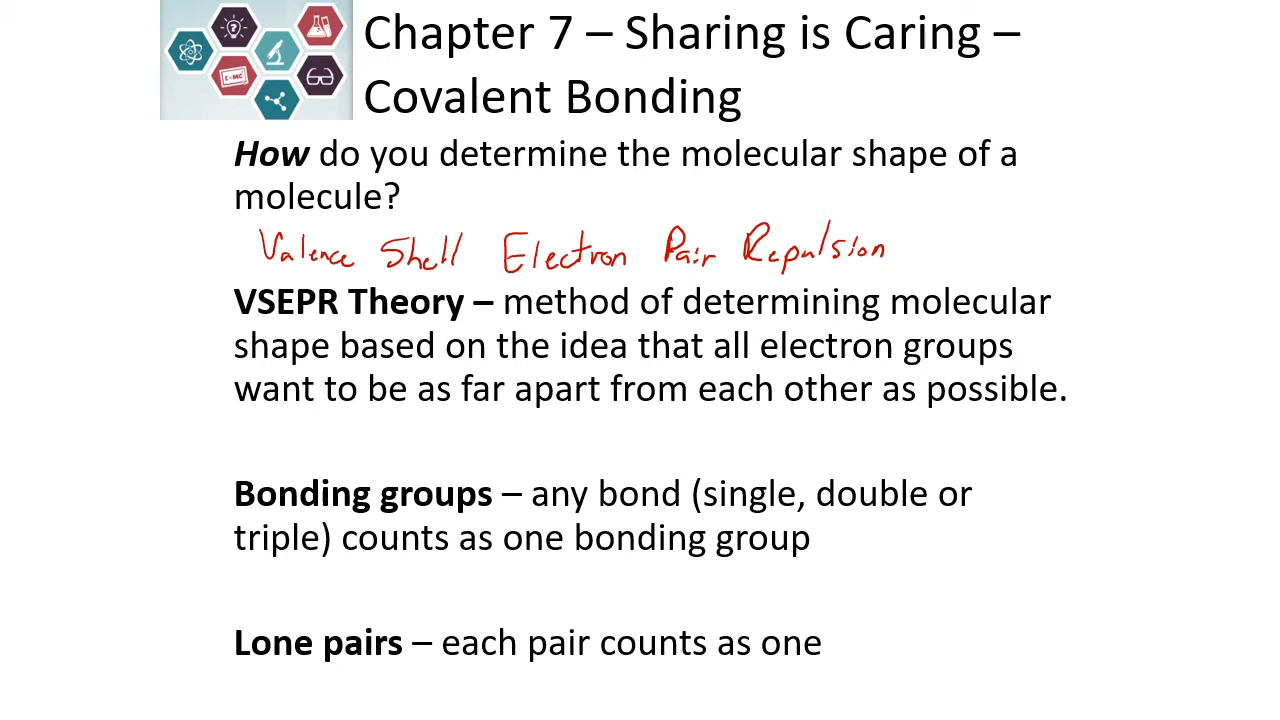 Chapter 7 – Sharing is Caring –
Covalent Bonding
How do you determine the molecular shape of a
molecule?
Valence Shell Electron Pair Repulsion
VSEPR Theory – method of determining molecular
shape based on the idea that all electron groups
want to be as far apart from each other as possible.
Bonding groups – any bond (single, double or
triple) counts as one bonding group
Lone pairs – each pair counts as one